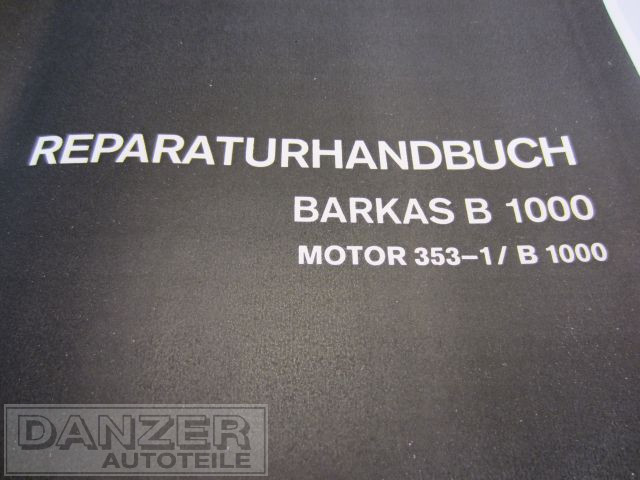 REPARATURHANDBUCH
BARKAS B 1000
MOTOR 353–1/ B 1000
DANZER
AUTOTEILE